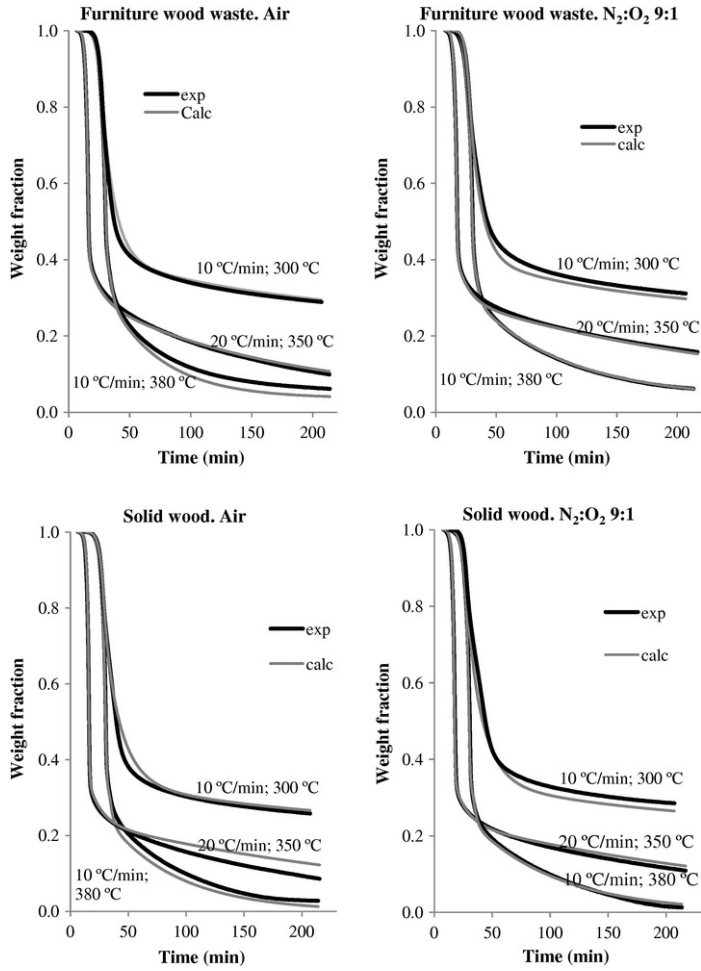 Furniture wood waste. Air
1.0
0.8
0.6
0.4
0.2
0.0
Weight fraction
exp
Calc
10 ºC/min; 300 ºC
20 ºC/min; 350 ºC
10 ºC/min; 380 ºC
0 50 100 150 200
Time (min)
Furniture wood waste. N₂:O₂ 9:1
1.0
0.8
0.6
0.4
0.2
0.0
Weight fraction
exp
calc
10 ºC/min; 300 ºC
20 ºC/min; 350 ºC
10 ºC/min; 380 ºC
0 50 100 150 200
Time (min)
Solid wood. Air
1.0
0.8
0.6
0.4
0.2
0.0
Weight fraction
exp
calc
10 ºC/min; 300 ºC
20 ºC/min; 350 ºC
10 ºC/min;
380 ºC
0 50 100 150 200
Time (min)
Solid wood. N₂:O₂ 9:1
1.0
0.8
0.6
0.4
0.2
0.0
Weight fraction
exp
calc
10 ºC/min; 300 ºC
20 ºC/min; 350 ºC
10 ºC/min; 380 ºC
0 50 100 150 200
Time (min)